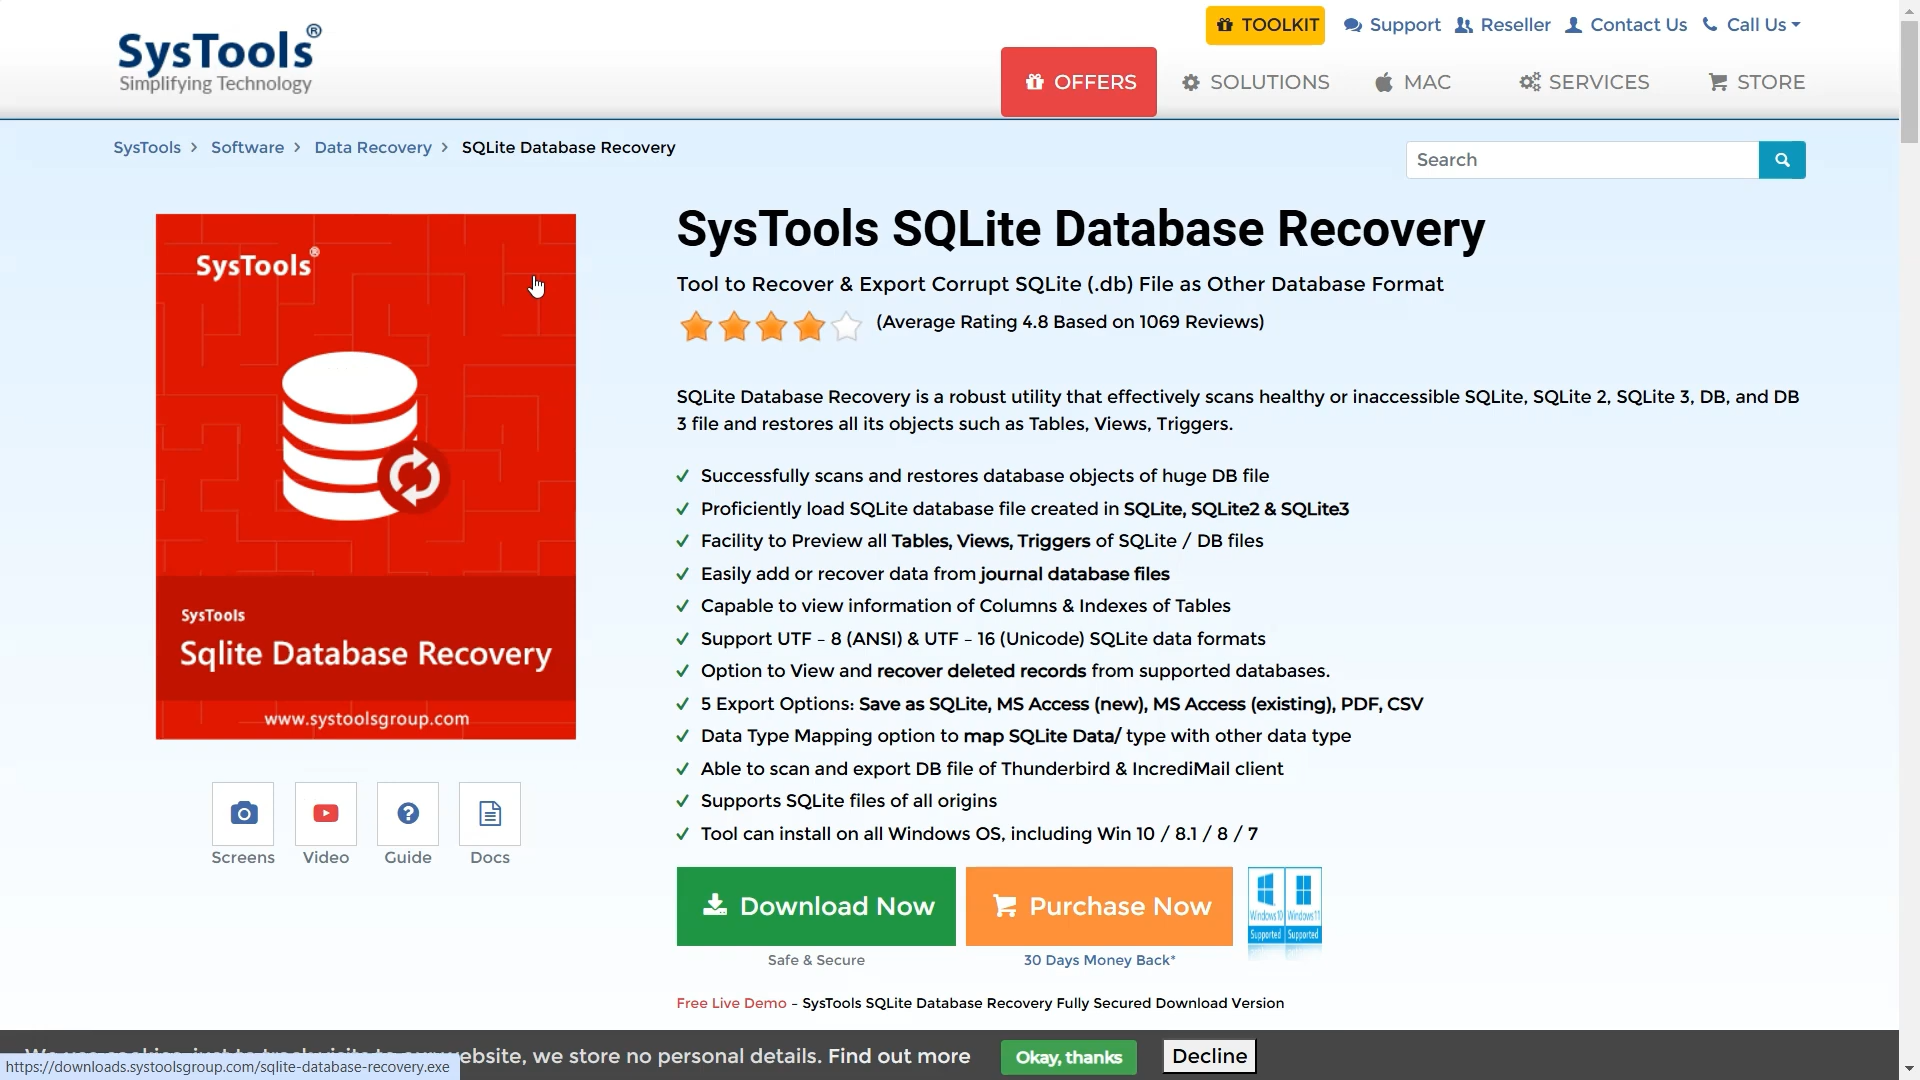 SysTools®
Simplifying Technology
TOOLKIT
Support
Reseller
Contact Us
Call Us
OFFERS
SOLUTIONS
MAC
SERVICES
STORE
SysTools > Software > Data Recovery > SQLite Database Recovery
Search
SysTools®
SysTools
Sqlite Database Recovery
www.systoolsgroup.com
Screens
Video
Guide
Docs
SysTools SQLite Database Recovery
Tool to Recover & Export Corrupt SQLite (.db) File as Other Database Format
(Average Rating 4.8 Based on 1069 Reviews)
SQLite Database Recovery is a robust utility that effectively scans healthy or inaccessible SQLite, SQLite 2, SQLite 3, DB, and DB
3 file and restores all its objects such as Tables, Views, Triggers.
✓ Successfully scans and restores database objects of huge DB file
✓ Proficiently load SQLite database file created in SQLite, SQLite2 & SQLite3
✓ Facility to Preview all Tables, Views, Triggers of SQLite / DB files
✓ Easily add or recover data from journal database files
✓ Capable to view information of Columns & Indexes of Tables
✓ Support UTF – 8 (ANSI) & UTF – 16 (Unicode) SQLite data formats
✓ Option to View and recover deleted records from supported databases.
✓ 5 Export Options: Save as SQLite, MS Access (new), MS Access (existing), PDF, CSV
✓ Data Type Mapping option to map SQLite Data/ type with other data type
✓ Able to scan and export DB file of Thunderbird & IncrediMail client
✓ Supports SQLite files of all origins
✓ Tool can install on all Windows OS, including Win 10 / 8.1 / 8 / 7
Download Now
Safe & Secure
Purchase Now
30 Days Money Back*
Windows 10 Windows 11
Supported Supported
Free Live Demo – SysTools SQLite Database Recovery Fully Secured Download Version
website, we store no personal details. Find out more
Okay, thanks
Decline
https://downloads.systoolsgroup.com/sqlite-database-recovery.exe